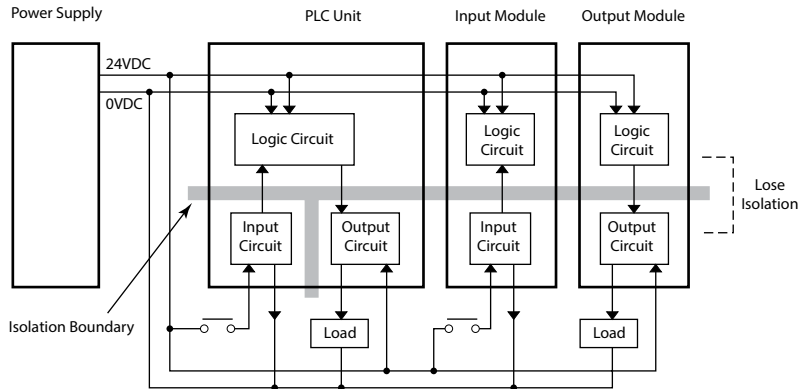 Power Supply
PLC Unit
Input Module
Output Module
24VDC
0VDC
Logic Circuit
Logic
Circuit
Logic
Circuit
Lose
Isolation
Input
Circuit
Output
Circuit
Input
Circuit
Output
Circuit
Isolation Boundary
Load
Load